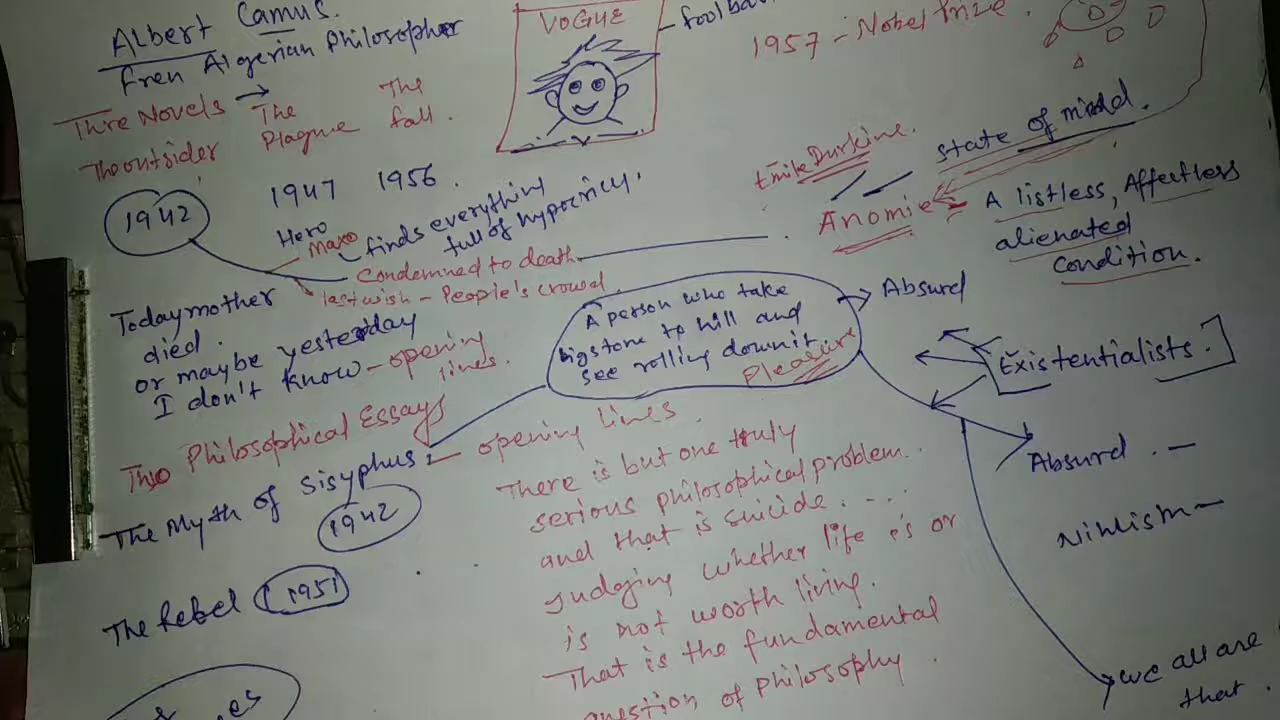 Albert Camus.
Fren Algerian Philosopher
Three Novels → The Plague The fall.
The outsider
1942 1947 1956.
VOGUE
1957 - Nobel Prize.
Hero
finds everything
full of hypocricy.
Condemned to death
last wish - People's crowd
Emile Durkine.
state of mind.
Anomie
A listless, Affectless
alienated
condition.
Today mother
died.
or maybe yesterday
I don't know - opening
lines.
A person who take
bigstone to hill and
see rolling down it.
Pleasure
Absurd
Existentialists.
Absurd. -
Nihlism -
We all are
that.
Two Philosophical Essays
The Myth of Sisyphus:
1942
The Rebel 1951
opening lines.
There is but one truly
serious philosophical problem..
and that is suicide. ...
Judging whether life is or
is not worth living.
That is the fundamental
question of Philosophy.